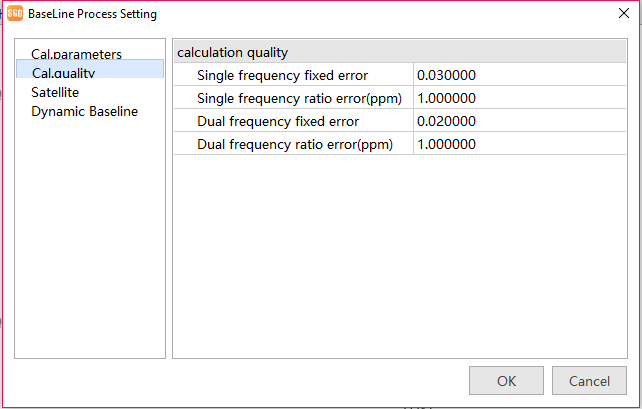 SGO BaseLine Process Setting
Cal.parameters
Cal.quality
Satellite
Dynamic Baseline
calculation quality
Single frequency fixed error 0.030000
Single frequency ratio error(ppm) 1.000000
Dual frequency fixed error 0.020000
Dual frequency ratio error(ppm) 1.000000
OK Cancel